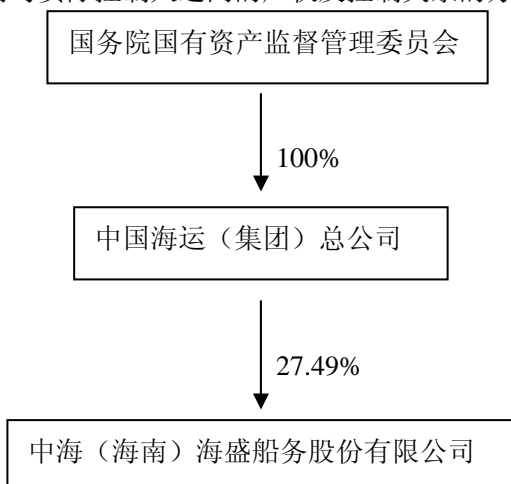 国务院国有资产监督管理委员会
100%
中国海运（集团）总公司
27.49%
中海（海南）海盛船务股份有限公司